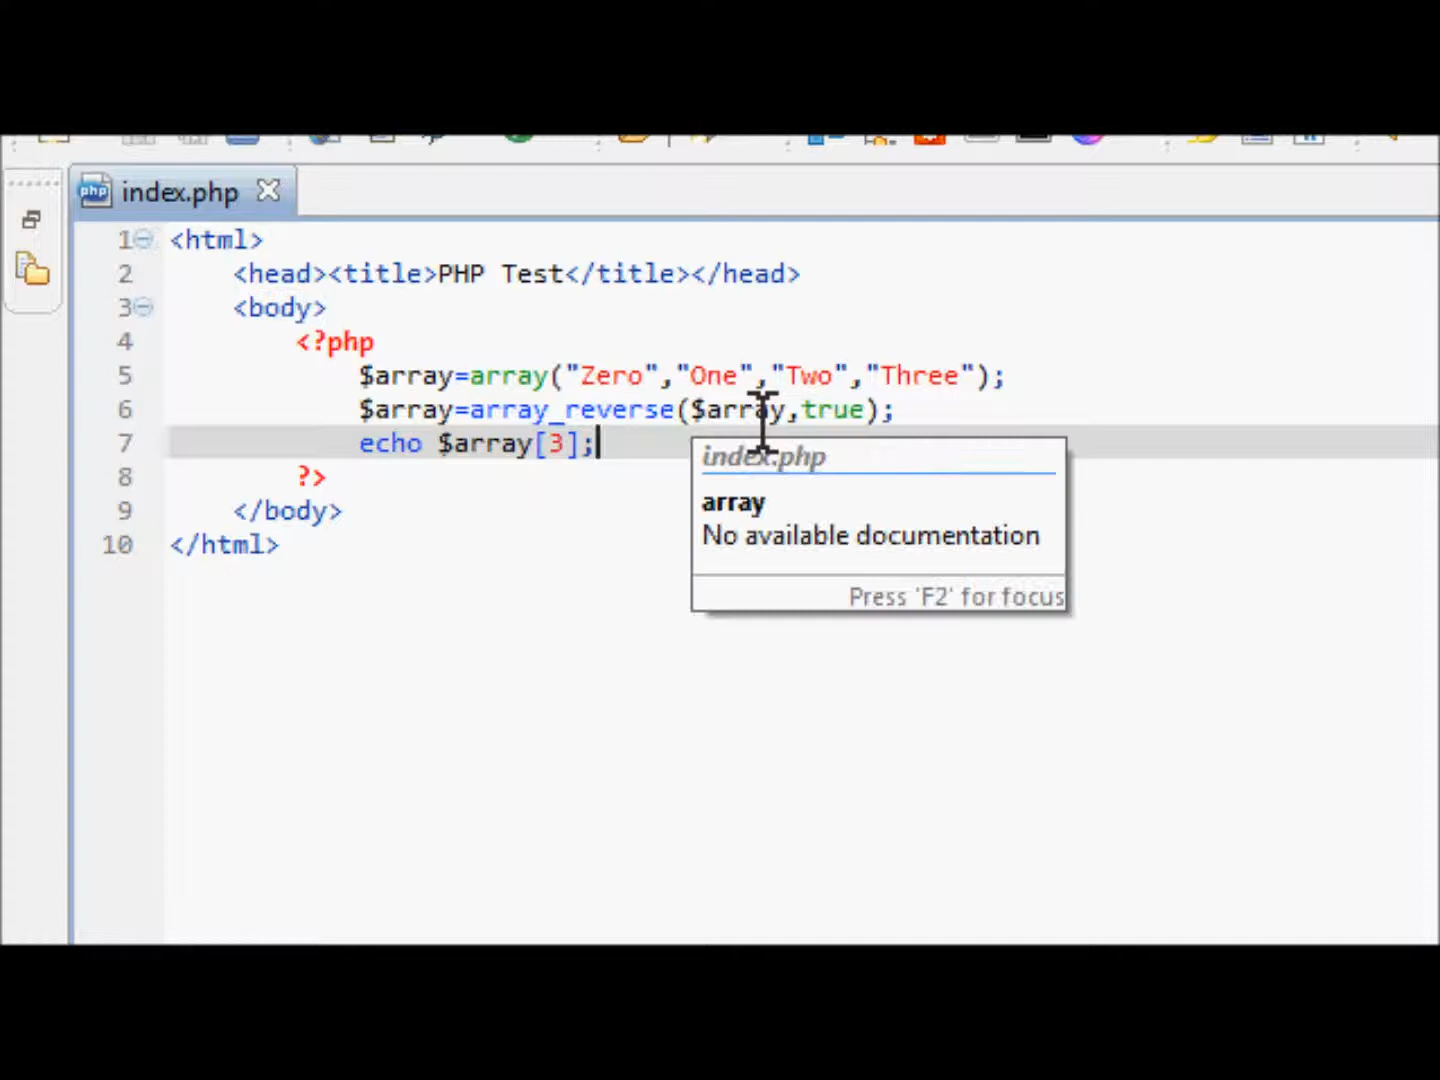 php index.php
1 <html>
2 <head><title>PHP Test</title></head>
3 <body>
4 <?php
5 $array=array("Zero","One","Two","Three");
6 $array=array_reverse($array,true);
7 echo $array[3];
8 ?>
9 </body>
10 </html>
index.php
array
No available documentation
Press 'F2' for focus